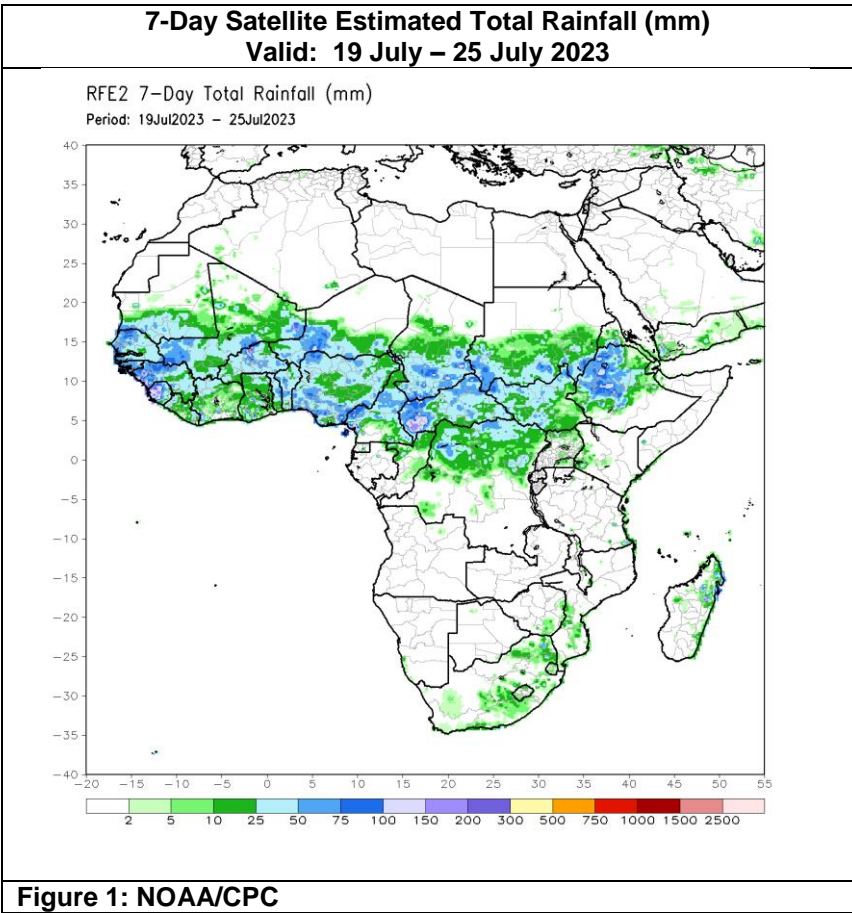 7-Day Satellite Estimated Total Rainfall (mm)
Valid: 19 July – 25 July 2023
RFE2 7-Day Total Rainfall (mm)
Period: 19Jul2023 – 25Jul2023
40
35
30
25
20
15
10
5
0
-5
-10
-15
-20
-25
-30
-35
-40
-20 -15 -10 -5 0 5 10 15 20 25 30 35 40 45 50 55
2 5 10 25 50 75 100 150 200 300 500 750 1000 1500 2500
Figure 1: NOAA/CPC